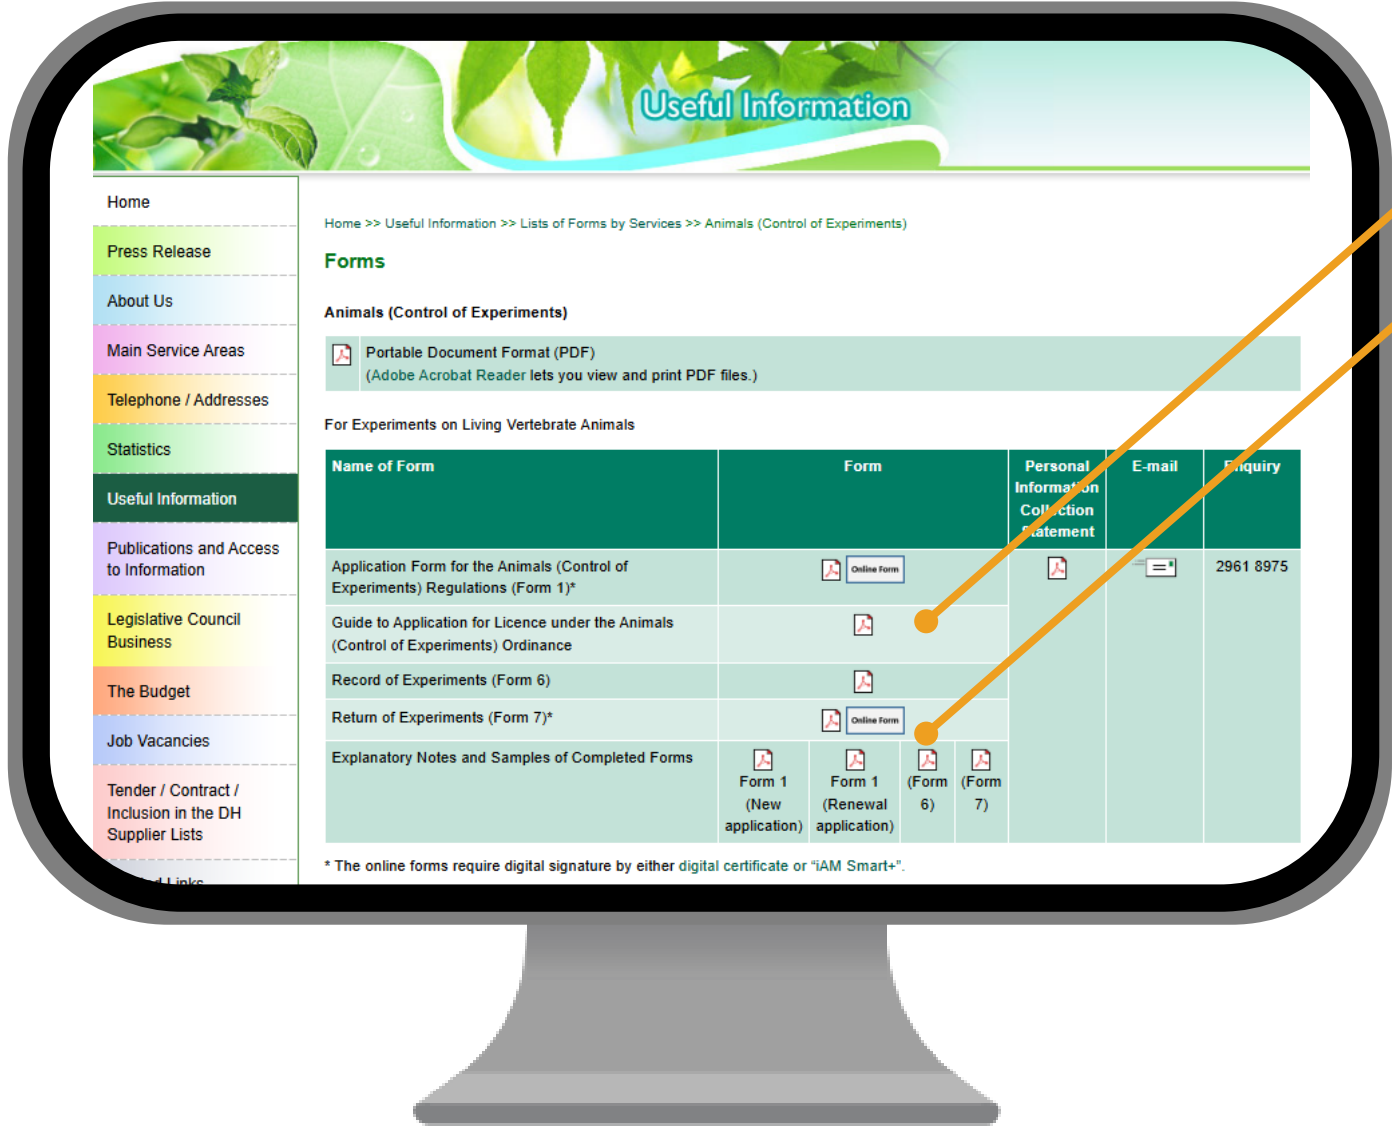 Useful Information
Home
Press Release
About Us
Main Service Areas
Telephone / Addresses
Statistics
Useful Information
Publications and Access
to Information
Legislative Council
Business
The Budget
Job Vacancies
Tender / Contract /
Inclusion in the DH
Supplier Lists
Links
Home >> Useful Information >> Lists of Forms by Services >> Animals (Control of Experiments)
Forms
Animals (Control of Experiments)
Portable Document Format (PDF)
(Adobe Acrobat Reader lets you view and print PDF files.)
For Experiments on Living Vertebrate Animals
Name of Form
Form
Personal
Information
Collection
Statement
E-mail
Enquiry
Application Form for the Animals (Control of
Experiments) Regulations (Form 1)*
Online Form
2961 8975
Guide to Application for Licence under the Animals
(Control of Experiments) Ordinance
Record of Experiments (Form 6)
Return of Experiments (Form 7)*
Online Form
Explanatory Notes and Samples of Completed Forms
Form 1
(New
application)
Form 1
(Renewal
application)
(Form
6)
(Form
7)
* The online forms require digital signature by either digital certificate or “iAM Smart+”.